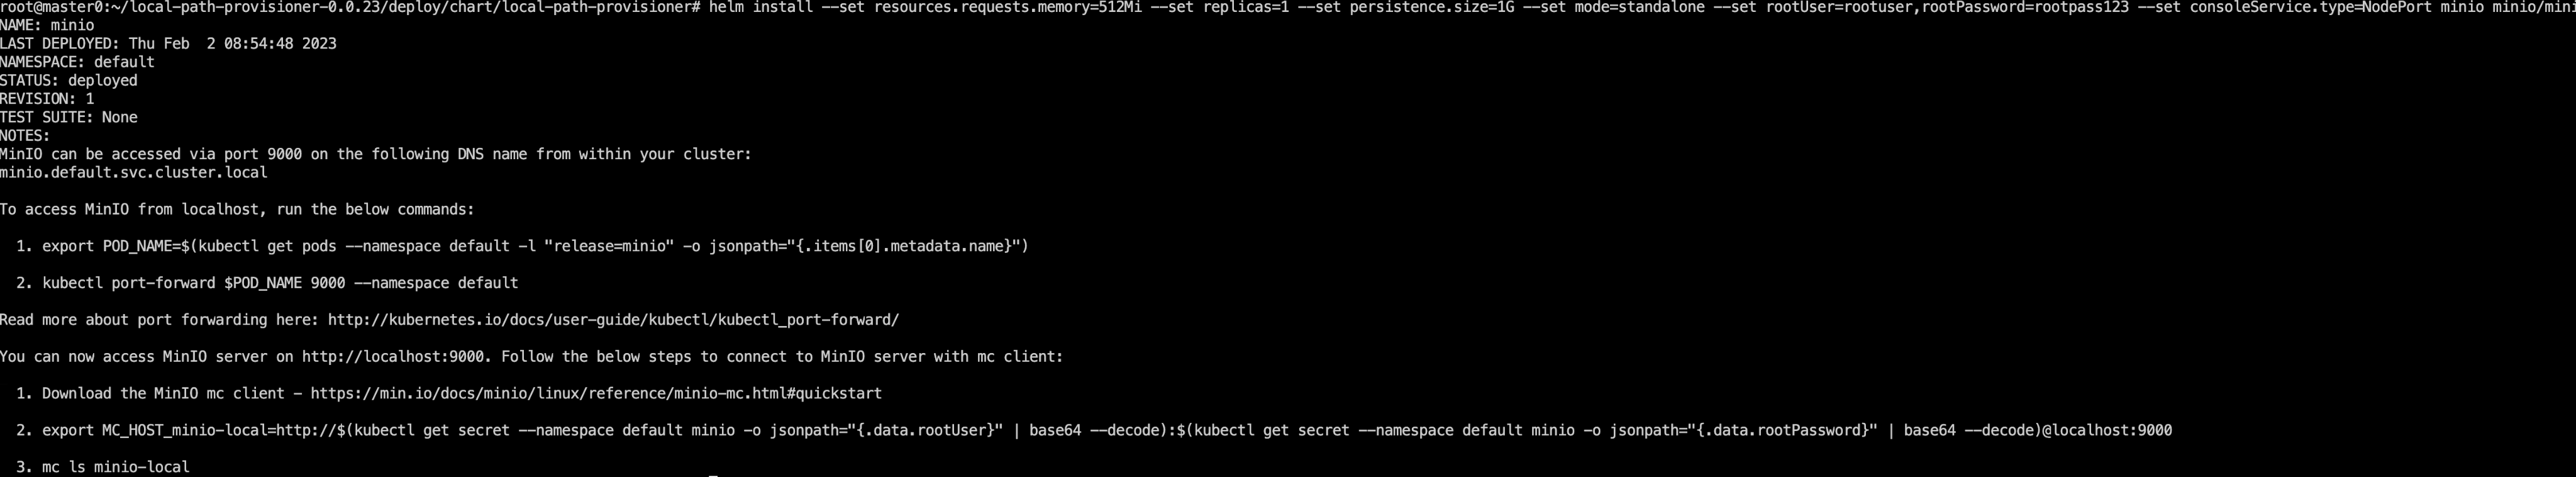 root@master0:~/local-path-provisioner-0.0.23/deploy/chart/local-path-provisioner# helm install --set resources.requests.memory=512Mi --set replicas=1 --set persistence.size=1G --set mode=standalone --set rootUser=rootuser,rootPassword=rootpass123 --set consoleService.type=NodePort minio minio/mini
NAME: minio
LAST DEPLOYED: Thu Feb  2 08:54:48 2023
NAMESPACE: default
STATUS: deployed
REVISION: 1
TEST SUITE: None
NOTES:
MinIO can be accessed via port 9000 on the following DNS name from within your cluster:
minio.default.svc.cluster.local
To access MinIO from localhost, run the below commands:
  1. export POD_NAME=$(kubectl get pods --namespace default -l "release=minio" -o jsonpath="{.items[0].metadata.name}")
  2. kubectl port-forward $POD_NAME 9000 --namespace default
Read more about port forwarding here: http://kubernetes.io/docs/user-guide/kubectl/kubectl_port-forward/
You can now access MinIO server on http://localhost:9000. Follow the below steps to connect to MinIO server with mc client:
  1. Download the MinIO mc client - https://min.io/docs/minio/linux/reference/minio-mc.html#quickstart
  2. export MC_HOST_minio-local=http://$(kubectl get secret --namespace default minio -o jsonpath="{.data.rootUser}" | base64 --decode):$(kubectl get secret --namespace default minio -o jsonpath="{.data.rootPassword}" | base64 --decode)@localhost:9000
  3. mc ls minio-local